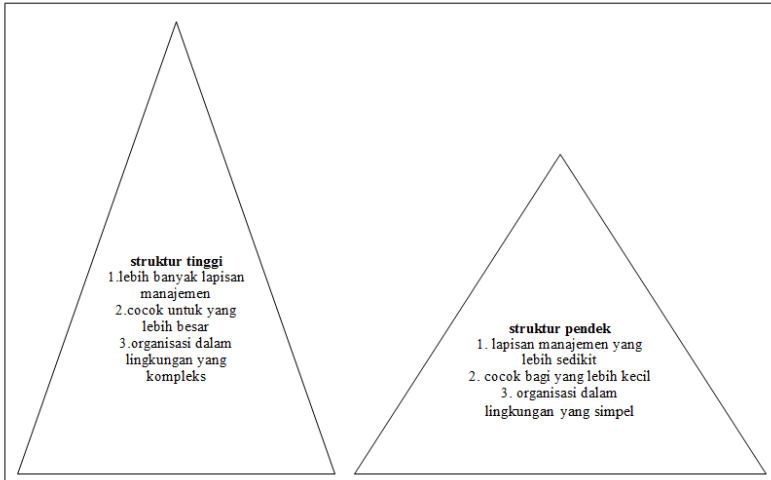 struktur tinggi
1.lebih banyak lapisan
manajemen
2.cocok untuk yang
lebih besar
3.organisasi dalam
lingkungan yang
kompleks
struktur pendek
1. lapisan manajemen yang
lebih sedikit
2. cocok bagi yang lebih kecil
3. organisasi dalam
lingkungan yang simpel